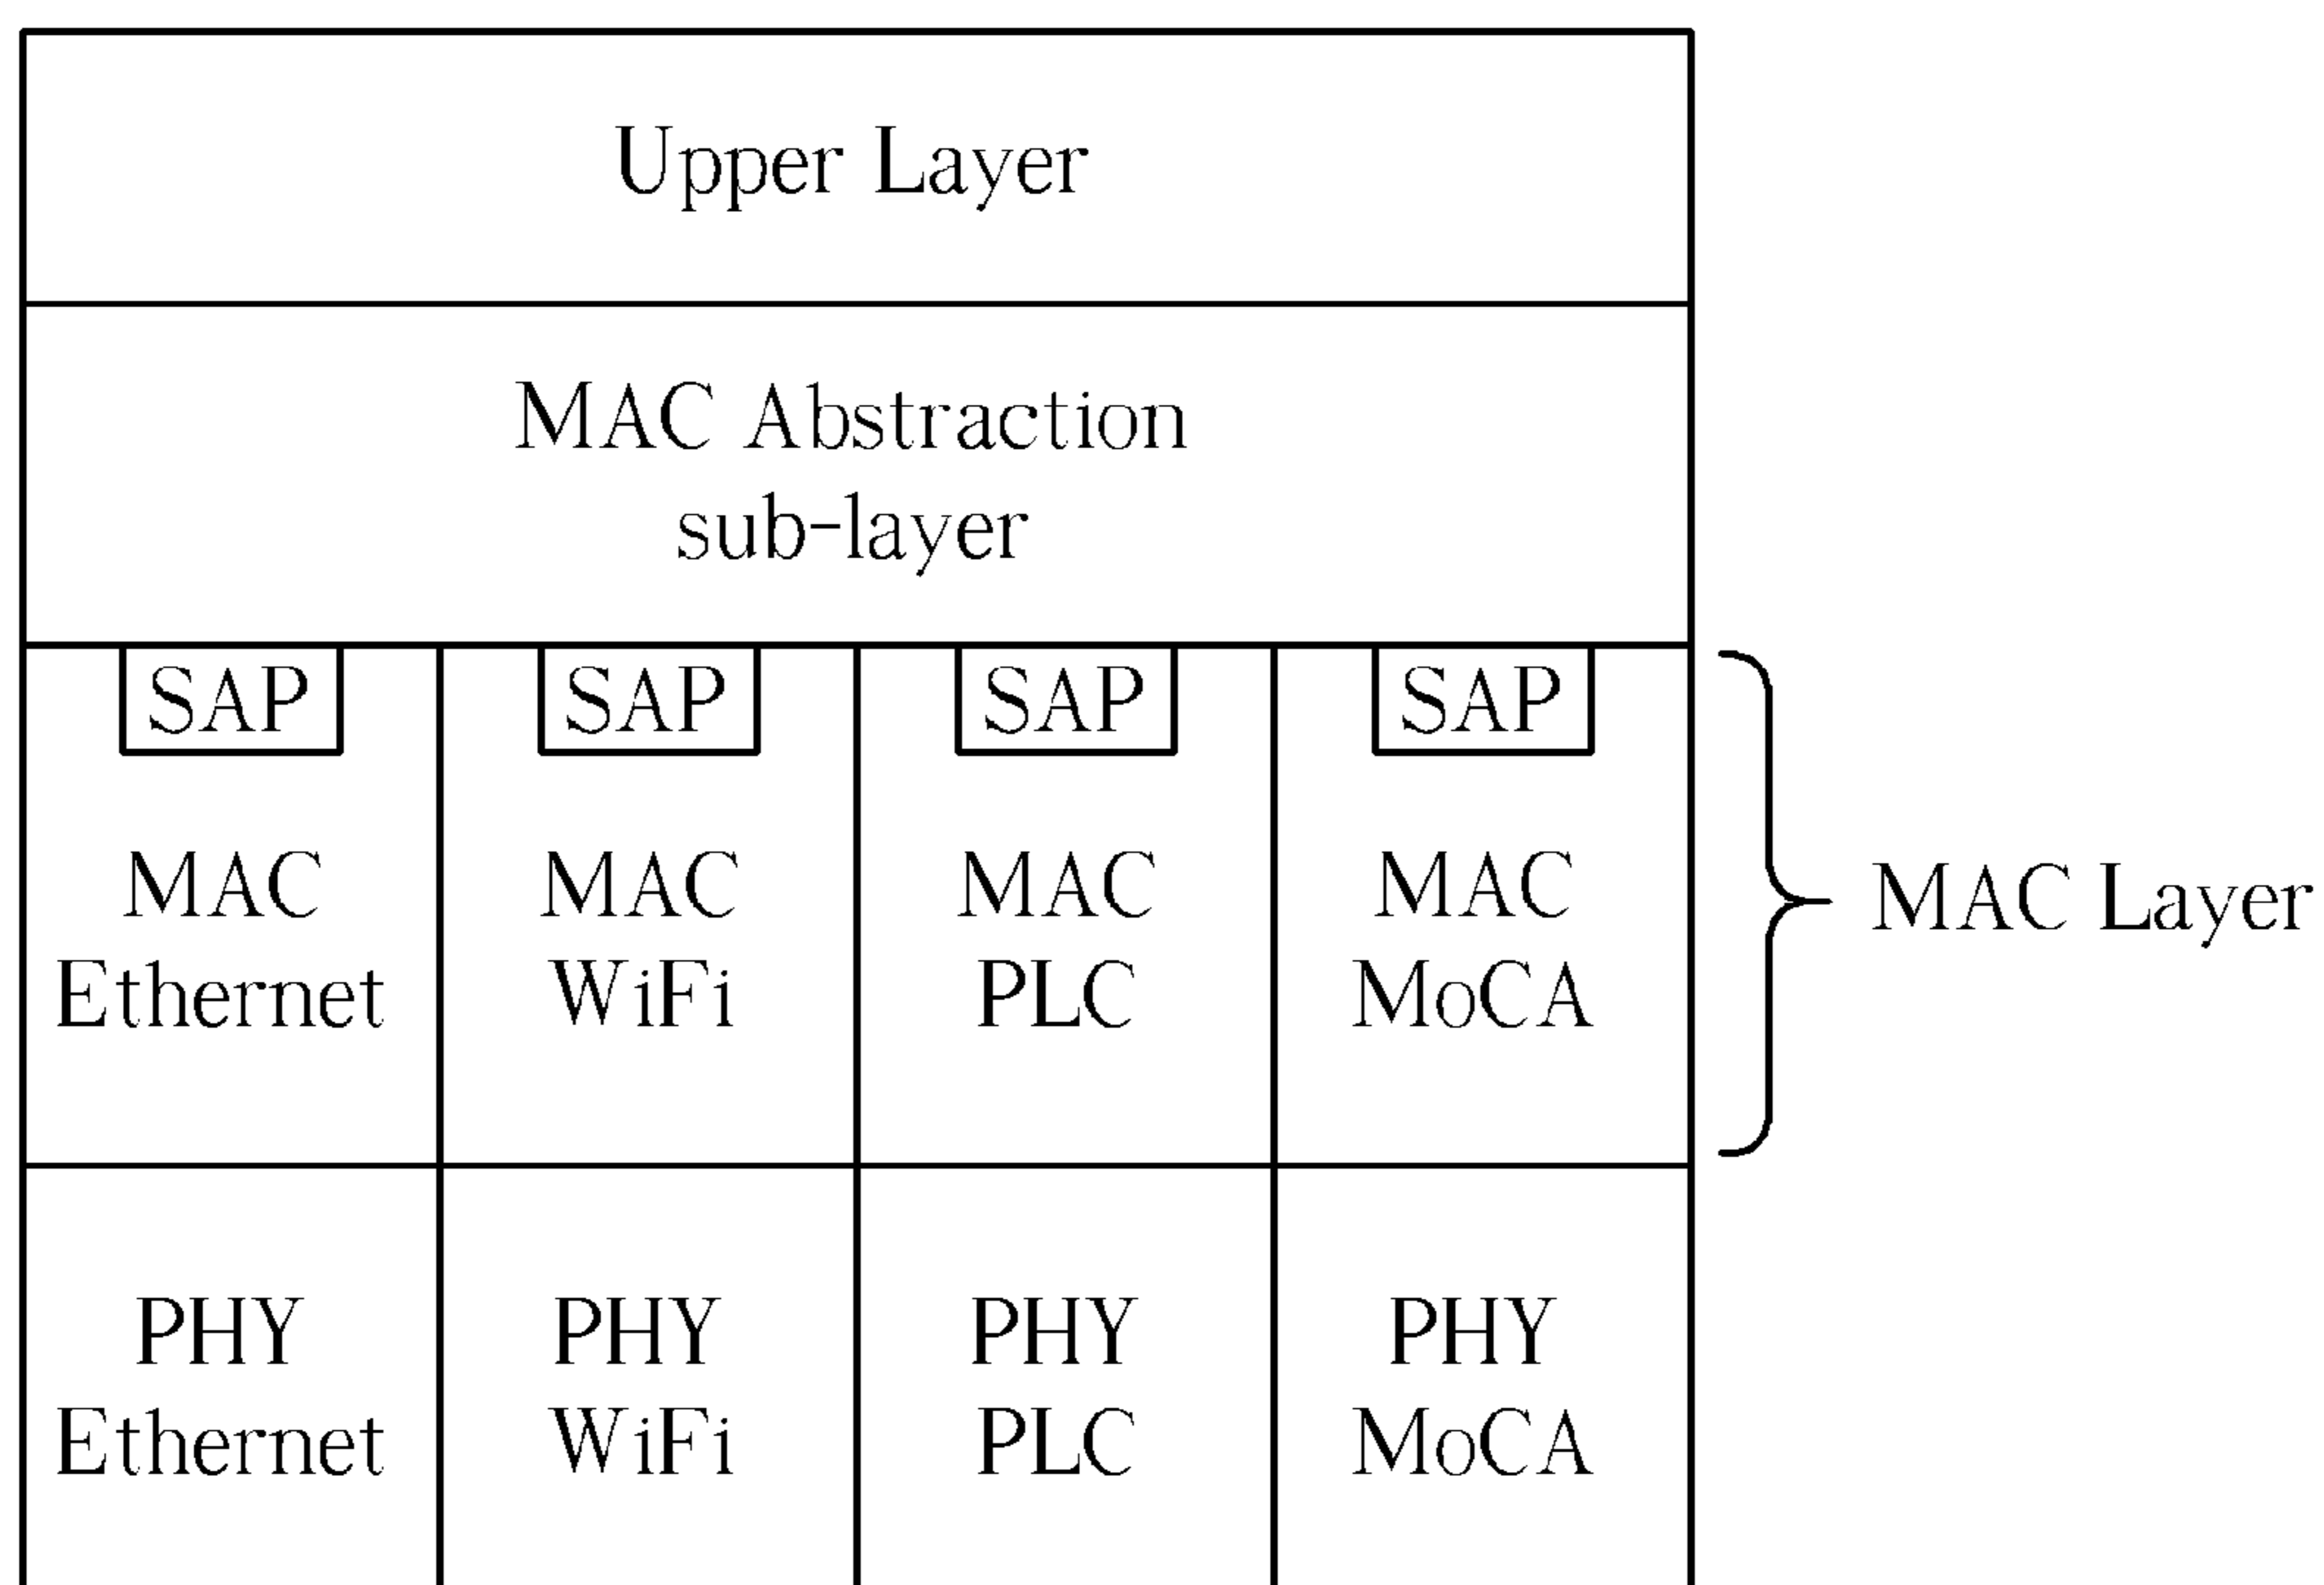 Upper Layer
MAC Abstraction
sub-layer
SAP SAP SAP SAP
MAC MAC MAC MAC
Ethernet WiFi PLC MoCA
MAC Layer
PHY PHY PHY PHY
Ethernet WiFi PLC MoCA